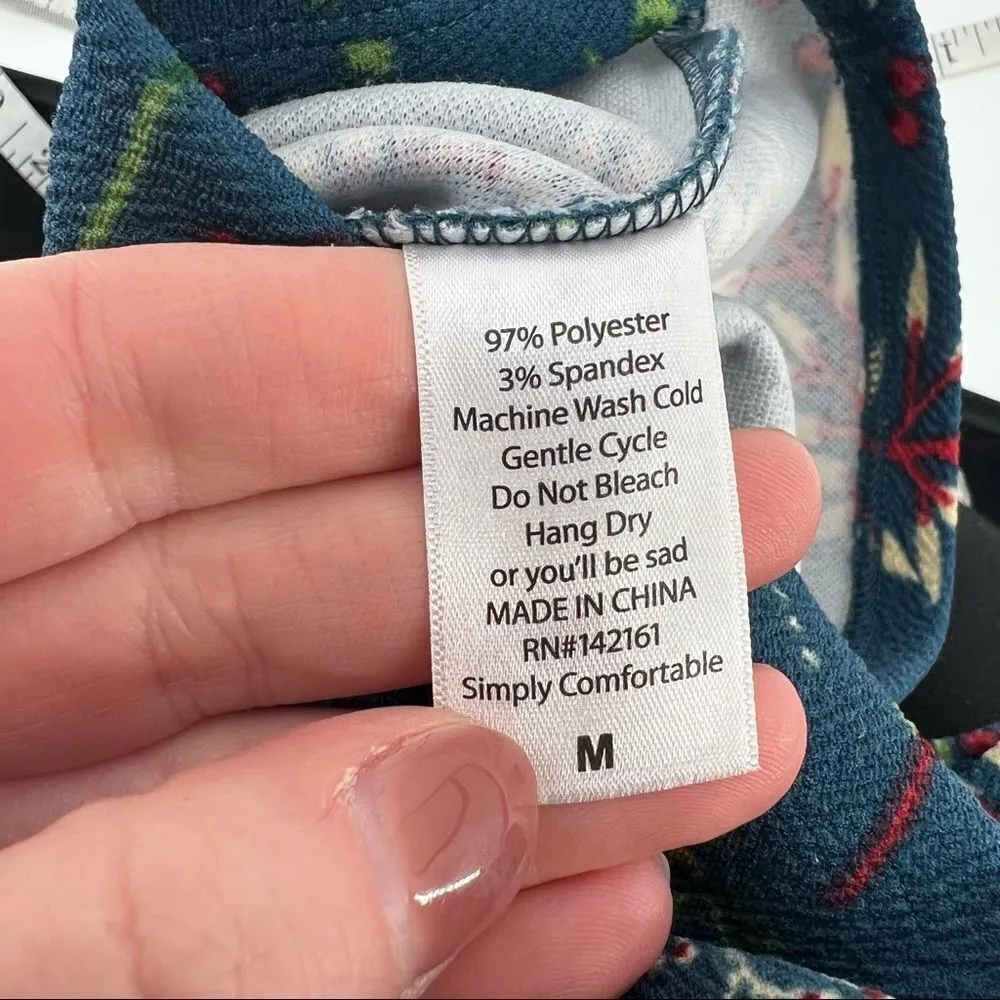 97% Polyester
3% Spandex
Machine Wash Cold
Gentle Cycle
Do Not Bleach
Hang Dry
or you'll be sad
MADE IN CHINA
RN#142161
Simply Comfortable
M